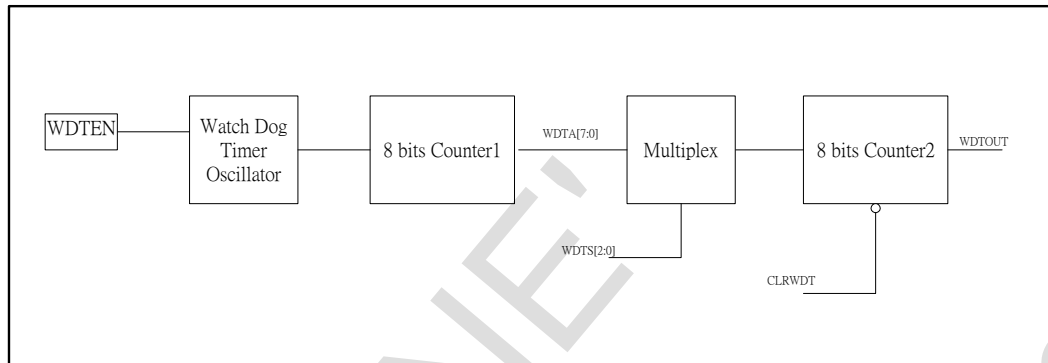 WDTEN
Watch Dog
Timer
Oscillator
8 bits Counter1
WDTA[7:0]
Multiplex
8 bits Counter2
WDTOUT
WDTS[2:0]
CLRWDT